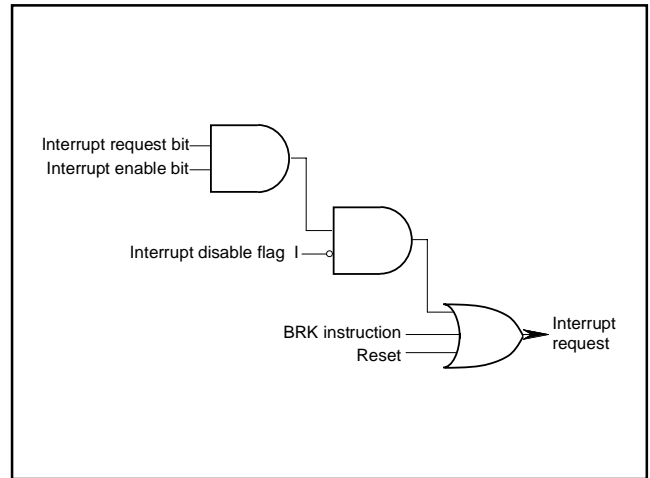 Interrupt request bit
Interrupt enable bit
Interrupt disable flag I
BRK instruction
Reset
Interrupt
request